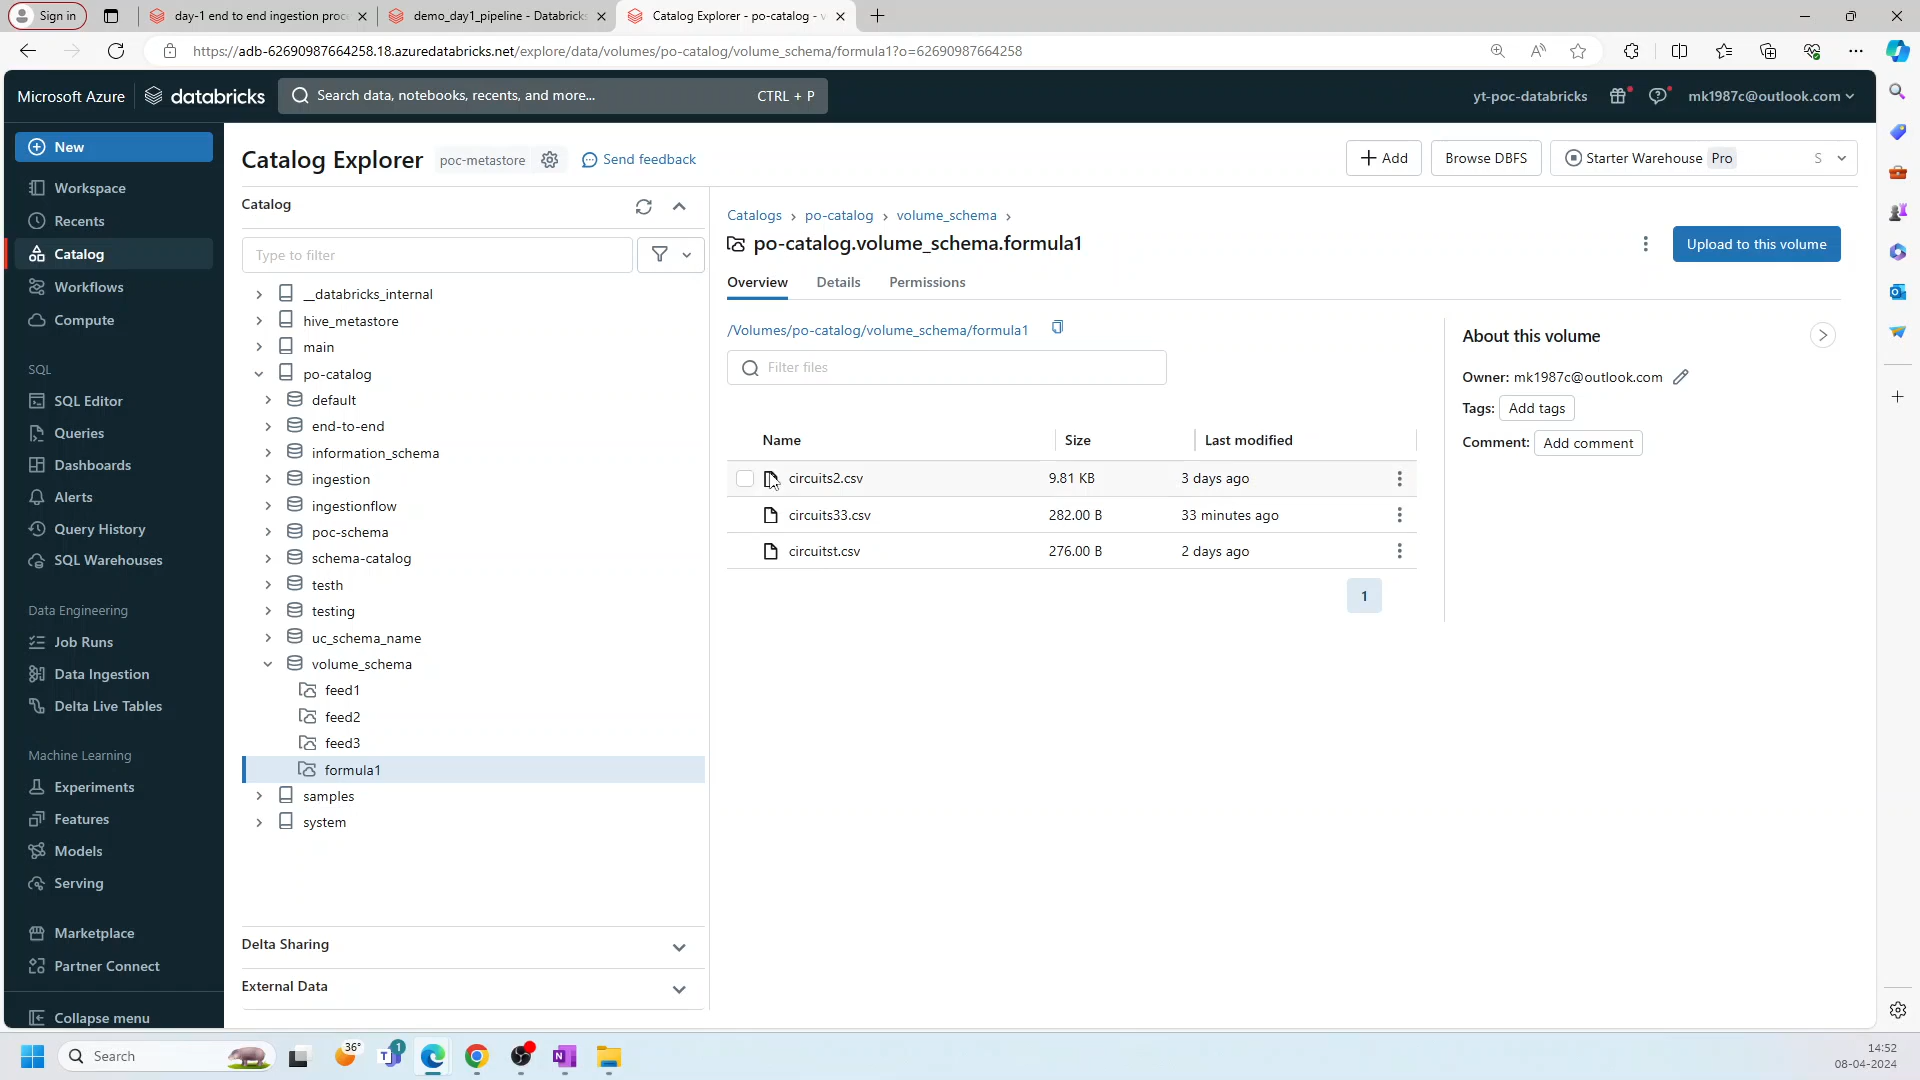 Sign in
day-1 end to end ingestion proc
demo_day1_pipeline - Databricks
Catalog Explorer - po-catalog - v
https://adb-62690987664258.18.azuredatabricks.net/explore/data/volumes/po-catalog/volume_schema/formula1?o=62690987664258
Microsoft Azure
databricks
Search data, notebooks, recents, and more...
CTRL + P
yt-poc-databricks
mk1987c@outlook.com
New
Workspace
Recents
Catalog
Workflows
Compute
SQL
SQL Editor
Queries
Dashboards
Alerts
Query History
SQL Warehouses
Data Engineering
Job Runs
Data Ingestion
Delta Live Tables
Machine Learning
Experiments
Features
Models
Serving
Marketplace
Partner Connect
Collapse menu
Catalog Explorer
poc-metastore
Send feedback
Add
Browse DBFS
Starter Warehouse Pro S
Catalog
Type to filter
__databricks_internal
hive_metastore
main
po-catalog
default
end-to-end
information_schema
ingestion
ingestionflow
poc-schema
schema-catalog
testh
testing
uc_schema_name
volume_schema
feed1
feed2
feed3
formula1
samples
system
Delta Sharing
External Data
Catalogs › po-catalog › volume_schema ›
po-catalog.volume_schema.formula1
Upload to this volume
Overview Details Permissions
/Volumes/po-catalog/volume_schema/formula1
Filter files
Name Size Last modified
circuits2.csv 9.81 KB 3 days ago
circuits33.csv 282.00 B 33 minutes ago
circuitst.csv 276.00 B 2 days ago
1
About this volume
Owner: mk1987c@outlook.com
Tags: Add tags
Comment: Add comment
Search
36°
1
14:52
08-04-2024